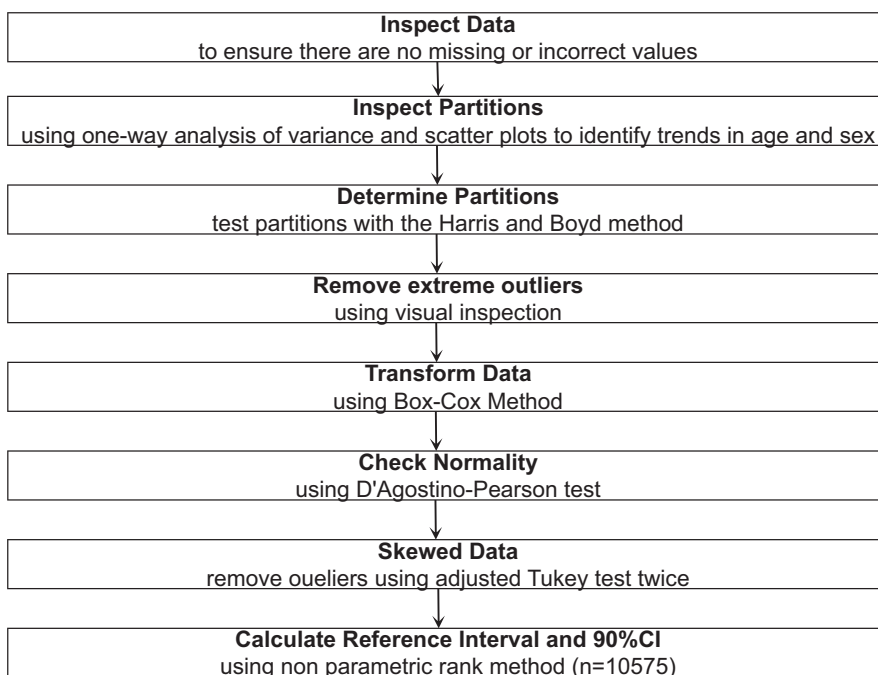 Inspect Data
to ensure there are no missing or incorrect values
Inspect Partitions
using one-way analysis of variance and scatter plots to identify trends in age and sex
Determine Partitions
test partitions with the Harris and Boyd method
Remove extreme outliers
using visual inspection
Transform Data
using Box-Cox Method
Check Normality
using D'Agostino-Pearson test
Skewed Data
remove oueliers using adjusted Tukey test twice
Calculate Reference Interval and 90%CI
using non parametric rank method (n=10575)